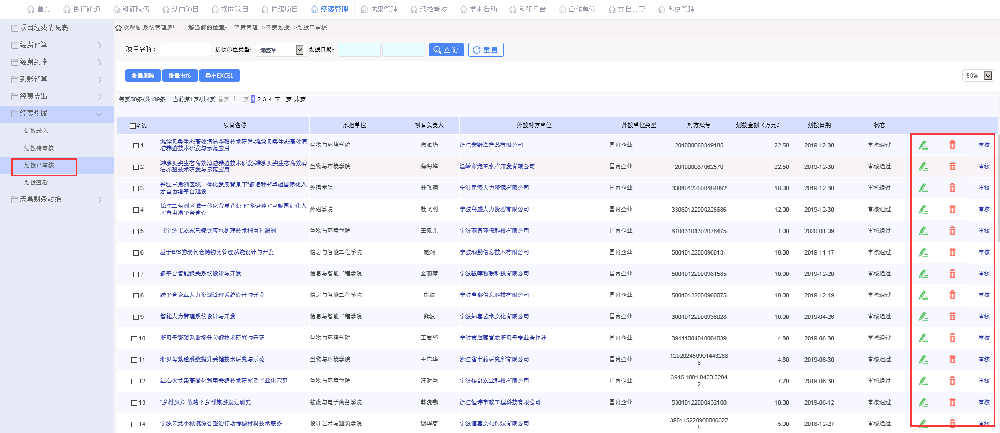 首页 快捷通道 科研队伍 纵向项目 横向项目 校级项目 经费管理 成果管理 绩效考核 学术活动 科研平台 合作单位 文档共享 系统管理
项目经费情况表
经费预算
经费到账
到账预算
经费支出
经费划拨
划拨录入
划拨待审核
划拨已审核
划拨查看
天翼财务对接
欢迎您,系统管理员! 您当前的位置: 经费管理-->经费划拨-->划拨已审核
项目名称: 接收单位类型: 请选择 划拨日期: - 查询 重置
批量删除 批量审核 导出EXCEL 50条
每页50条/共189条 -- 当前第1页/共4页 首页 上一页 1 2 3 4 下一页 末页
全选 项目名称 承担单位 项目负责人 外拨对方单位 外拨单位类型 对方账号 划拨金额(万元) 划拨日期 状态
1 滩涂贝类生态高效清洁养殖技术研发-滩涂贝类生态高效清洁养殖技术研发与示范应用 生物与环境学院 焦海峰 浙江宏野海产品有限公司 国内企业 201000060349185 22.50 2019-12-30 审核通过 审核
2 滩涂贝类生态高效清洁养殖技术研发-滩涂贝类生态高效清洁养殖技术研发与示范应用 生物与环境学院 焦海峰 温岭市龙王水产开发有限公司 国内企业 201000037062570 22.50 2019-12-30 审核通过 审核
3 长江三角洲区域一体化发展背景下“多语种+”卓越国际化人才自由港平台建设 外语学院 杜飞明 宁波甬派人力资源有限公司 国内企业 33010122000484892 18.00 2019-12-30 审核通过 审核
4 长江三角洲区域一体化发展背景下“多语种+”卓越国际化人才自由港平台建设 外语学院 杜飞明 宁波高盛人力资源有限公司 国内企业 33060122000226686 12.00 2019-12-30 审核通过 审核
5 《宁波市农家乐餐饮废水处理技术指南》编制 生物与环境学院 王佩儿 宁波丽景环保科技有限公司 国内企业 81013101302076475 1.00 2020-01-09 审核通过 审核
6 基于B/S的现代仓储物流管理系统设计与开发 信息与智能工程学院 施炯 宁波瑞勤信息技术有限公司 国内企业 50010122000960131 10.00 2019-11-17 审核通过 审核
7 多平台智能报关系统设计与开发 信息与智能工程学院 金丽萍 宁波骏晖物联科技有限公司 国内企业 50010122000981585 10.00 2019-12-20 审核通过 审核
8 跨平台企业人力资源管理系统设计与开发 信息与智能工程学院 熊波 宁波启睿信息科技有限公司 国内企业 50010122000960075 10.00 2019-12-19 审核通过 审核
9 智能人力管理系统设计与开发 信息与智能工程学院 熊波 宁波知喜艺术文化有限公司 国内企业 30010122000936028 10.00 2019-04-26 审核通过 审核
10 浙贝母繁殖系数提升关键技术研究与示范 生物与环境学院 王忠华 宁波市海曙富农浙贝母专业合作社 国内企业 39411001040004039 4.80 2019-06-30 审核通过 审核
11 浙贝母繁殖系数提升关键技术研究与示范 生物与环境学院 王忠华 浙江省中药研究所有限公司 国内企业 1202024509014432688 4.80 2019-06-30 审核通过 审核
12 红心火龙果高值化利用关键技术研究及产业化示范 生物与环境学院 汪财生 宁波传奇农业科技有限公司 国内企业 3945 1001 0400 02042 7.20 2019-06-30 审核通过 审核
13 “乡村振兴”战略下乡村旅游规划研究 物流与电子商务学院 韩晓燕 浙江恒玮市政工程科技有限公司 国内企业 53010122000432100 10.00 2019-06-12 审核通过 审核
14 宁波云龙小城镇综合整治行动考核材料技术服务 设计艺术与建筑学院 谢华春 宁波恒喜文化传媒有限公司 国内企业 3901152209000063228 5.00 2018-12-27 审核通过 审核